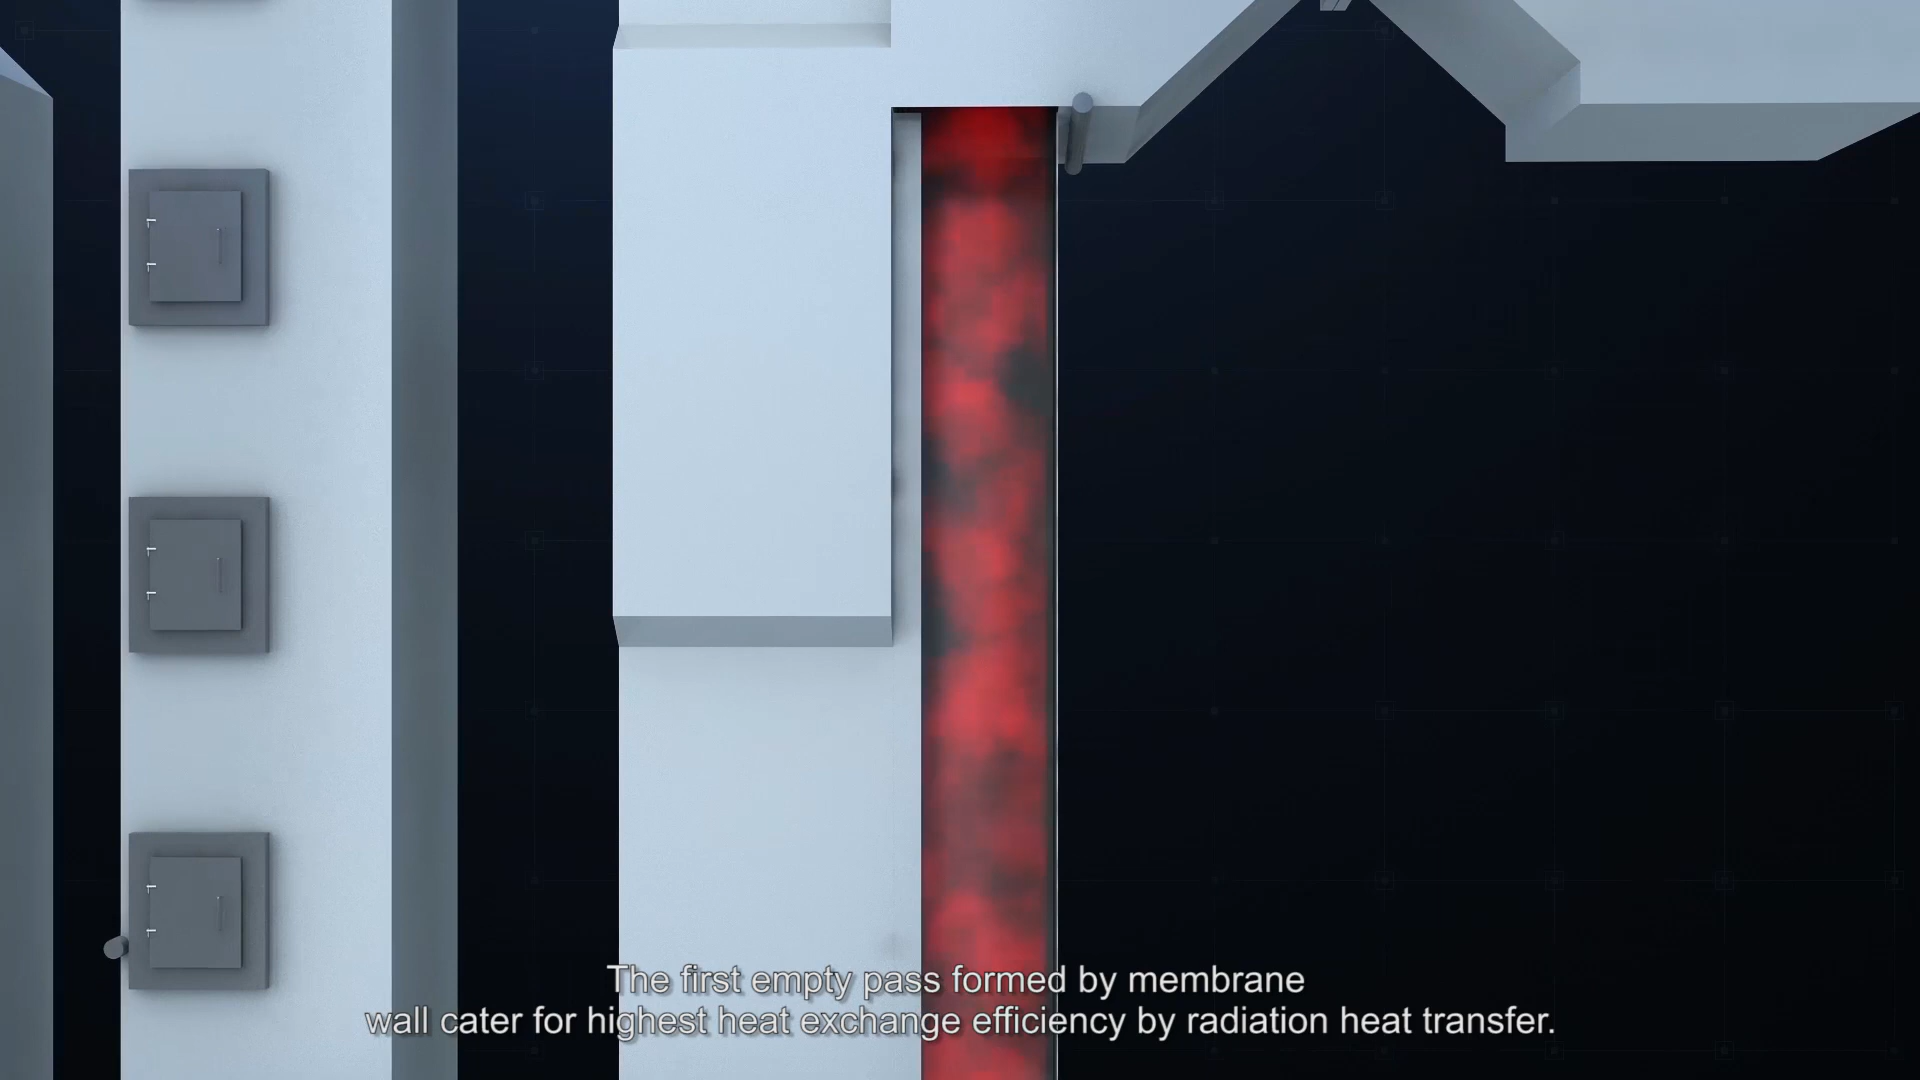 The first empty pass formed by membrane
wall cater for highest heat exchange efficiency by radiation heat transfer.